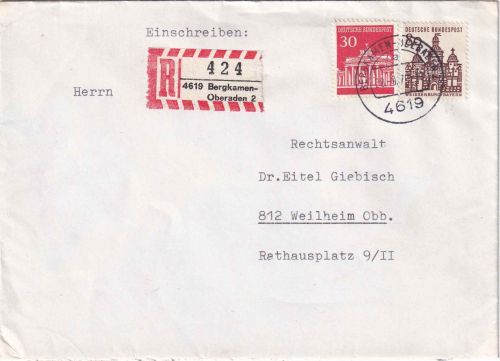 Einschreiben:
DEUTSCHE BUNDESPOST
30
DEUTSCHE BUNDESPOST
R
424
4619 Bergkamen-
Oberaden 2
4619
Herrn
Rechtsanwalt
Dr.Eitel Giebisch
812 Weilheim Obb.
Rathausplatz 9/II